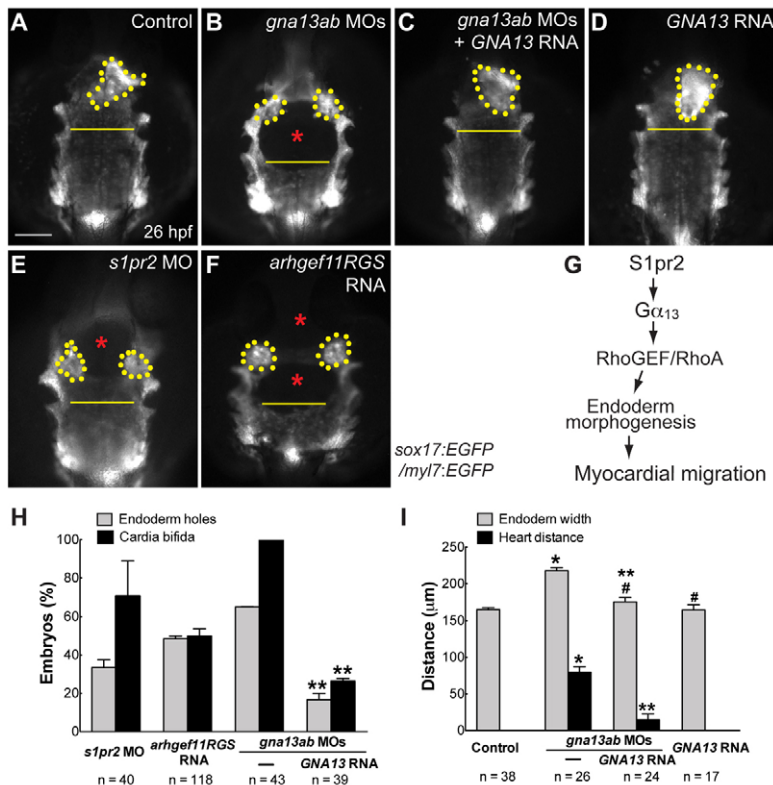 A Control
B gna13ab MOs
C gna13ab MOs
+ GNA13 RNA
D GNA13 RNA
*
26 hpf
E s1pr2 MO
F arhgef11RGS
RNA
G
*
*
*
S1pr2
Gα13
RhoGEF/RhoA
Endoderm
morphogenesis
Myocardial migration
sox17:EGFP
/myl7:EGFP
H
Endoderm holes
Cardia bifida
Embryos (%)
100
80
60
40
20
0
** **
s1pr2 MO
arhgef11RGS
RNA
gna13ab MOs
— GNA13 RNA
n = 40 n = 118 n = 43 n = 39
I
Endodern width
Heart distance
Distance (μm)
250
200
150
100
50
0
*
*
**
#
**
#
Control
gna13ab MOs
— GNA13 RNA
GNA13 RNA
n = 38 n = 26 n = 24 n = 17